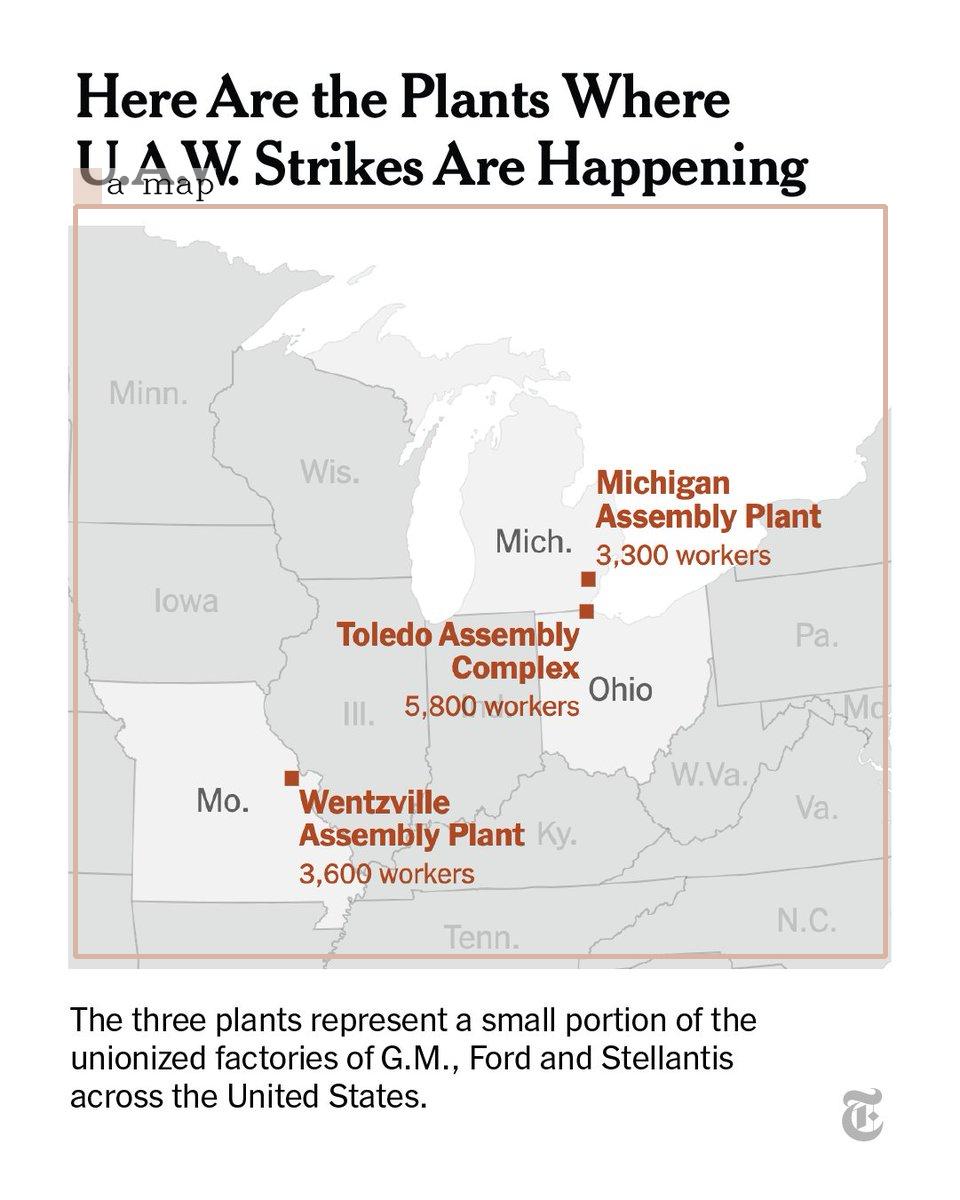 Here Are the Plants Where
U.A.W. Strikes Are Happening
a map
Minn.
Wis.
Michigan
Assembly Plant
3,300 workers
Mich.
Iowa
Toledo Assembly
Complex
5,800 workers
Pa.
Ohio
Ill.
Ind.
Md
W.Va.
Mo.
Wentzville
Assembly Plant
3,600 workers
Ky.
Va.
Tenn.
N.C.
The three plants represent a small portion of the
unionized factories of G.M., Ford and Stellantis
across the United States.
T